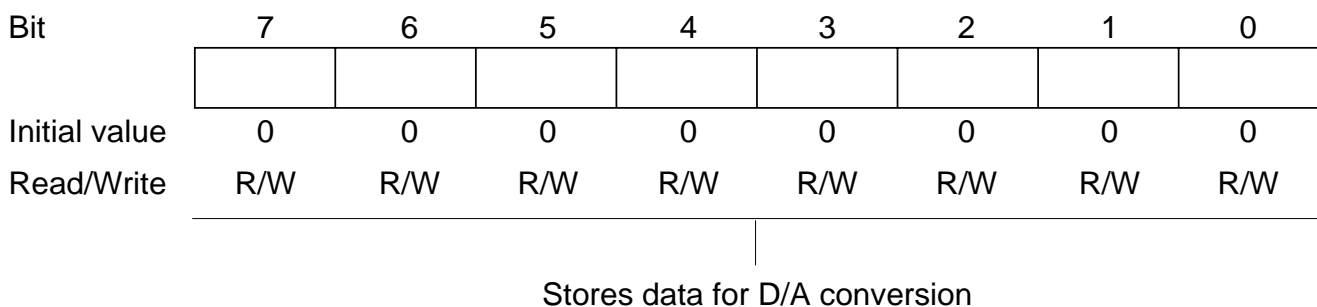 Bit 7 6 5 4 3 2 1 0
Initial value 0 0 0 0 0 0 0 0
Read/Write R/W R/W R/W R/W R/W R/W R/W R/W
Stores data for D/A conversion